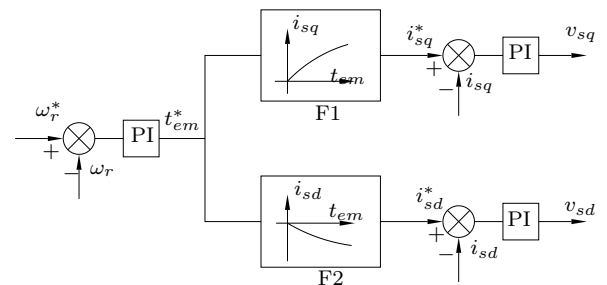 i_sq
t_em
F1
i*_sq
+
−
i_sq
PI
v_sq
ω*_r
+
−
ω_r
PI
t*_em
i_sd
t_em
F2
i*_sd
+
−
i_sd
PI
v_sd